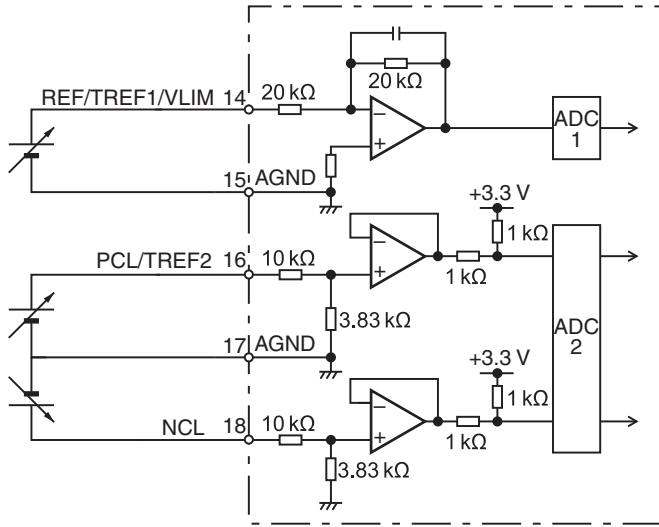 REF/TREF1/VLIM 14
20 kΩ
20 kΩ
−
+
ADC
1
15 AGND
+3.3 V
1 kΩ
PCL/TREF2 16
10 kΩ
−
+
1 kΩ
3.83 kΩ
ADC
2
17 AGND
+3.3 V
1 kΩ
NCL 18
10 kΩ
−
+
1 kΩ
3.83 kΩ